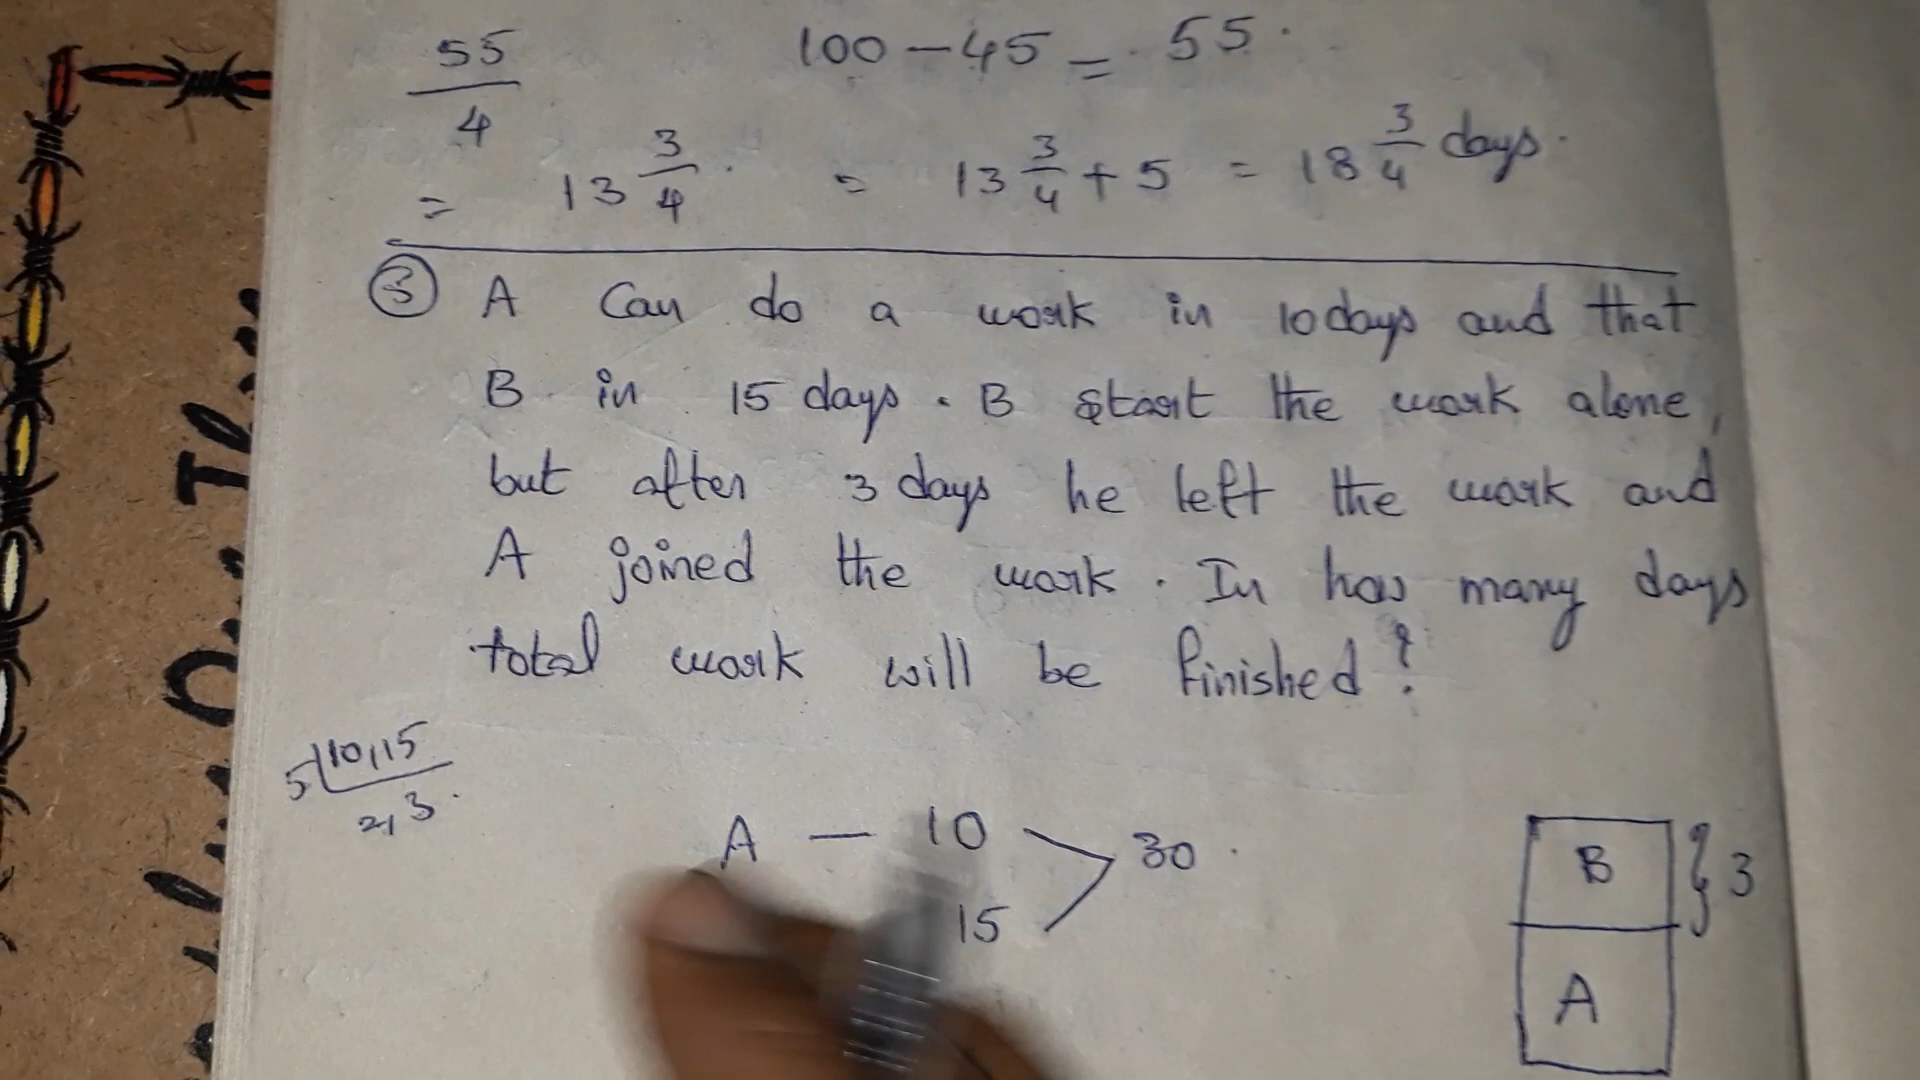 55/4
100 - 45 = 55.
= 13 3/4. = 13 3/4 + 5 = 18 3/4 days.
③ A Can do a work in 10 days and that
B in 15 days. B start the work alone,
but after 3 days he left the work and
A joined the work. In how many days
total work will be finished?
5 | 10, 15
2, 3.
A — 10 > 30.
15
B } 3
A